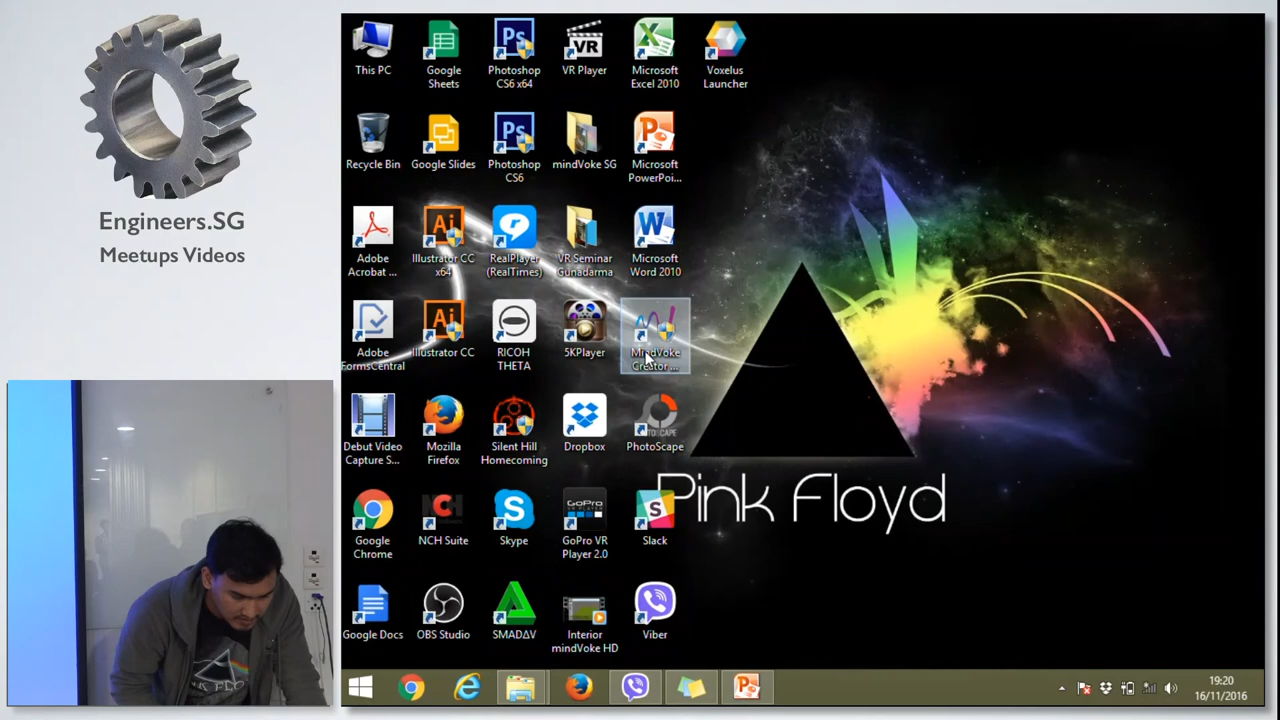 Engineers.SG
Meetups Videos
This PC
Google
Sheets
Photoshop
CS6 x64
VR
VR Player
Microsoft
Excel 2010
Voxelus
Launcher
Recycle Bin
Google Slides
Photoshop
CS6
mindVoke SG
Microsoft
PowerPoi...
Adobe
Acrobat ...
Illustrator CC
x64
RealPlayer
(RealTimes)
VR Seminar
Gunadarma
Microsoft
Word 2010
Adobe
FormsCentral
Illustrator CC
RICOH
THETA
5KPlayer
MindVoke
Creator ...
Debut Video
Capture S...
Mozilla
Firefox
Silent Hill
Homecoming
Dropbox
PhotoScape
Pink Floyd
Google
Chrome
NCH
NCH Suite
Skype
GoPro
GoPro VR
Player 2.0
Slack
Google Docs
OBS Studio
SMADΔV
Interior
mindVoke HD
Viber
19:20
16/11/2016